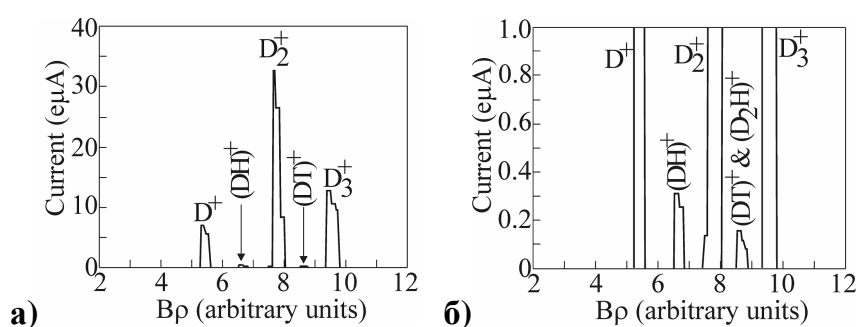 40
30
20
10
0
Current (eμA)
D⁺
(DH)⁺
D₂⁺
(DT)⁺
D₃⁺
2 4 6 8 10 12
Bρ (arbitrary units)
а)
1.0
0.8
0.6
0.4
0.2
0
Current (eμA)
D⁺
(DH)⁺
D₂⁺
(DT)⁺ & (D₂H)⁺
D₃⁺
2 4 6 8 10 12
Bρ (arbitrary units)
б)